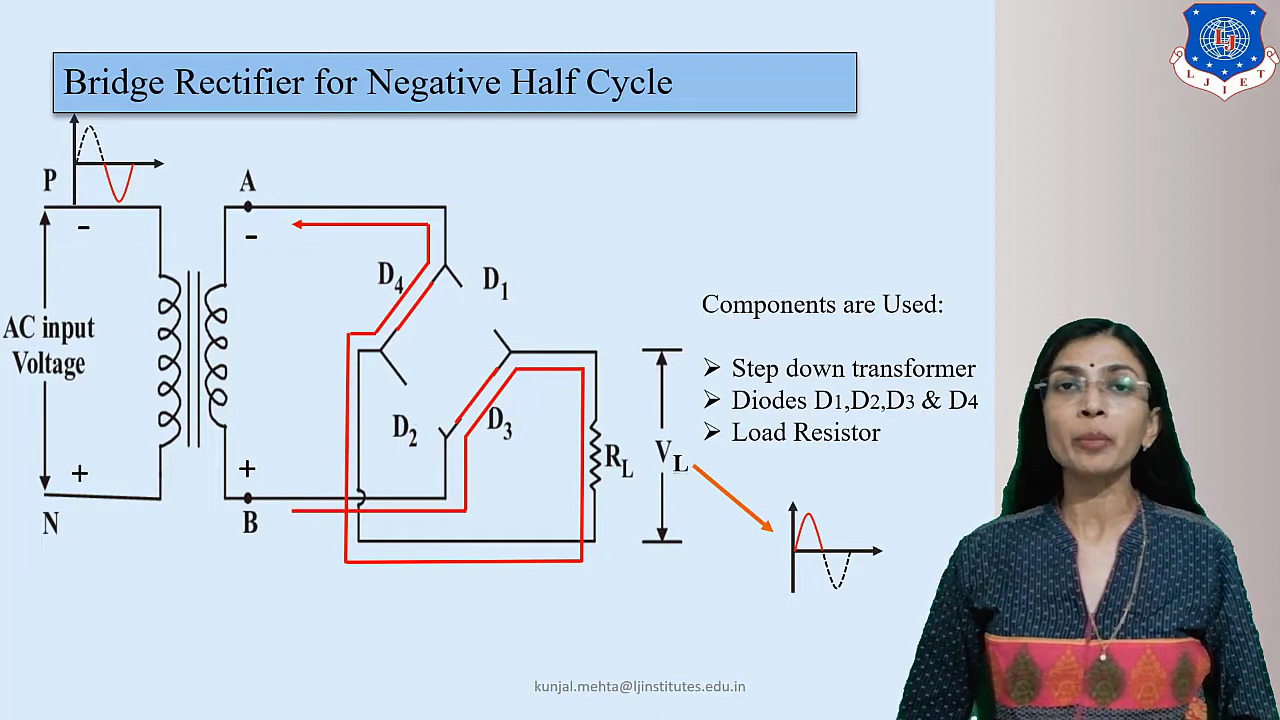 Bridge Rectifier for Negative Half Cycle
L J I E T
LJ
P
A
-
-
D4
D1
AC input
Voltage
Components are Used:
➢ Step down transformer
➢ Diodes D1,D2,D3 & D4
➢ Load Resistor
D2
D3
RL
VL
+
+
N
B
kunjal.mehta@ljinstitutes.edu.in